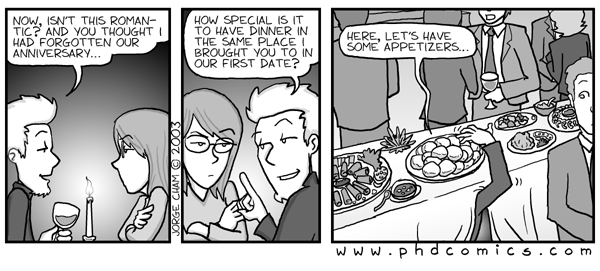 NOW, ISN'T THIS ROMAN-
TIC? AND YOU THOUGHT I
HAD FORGOTTEN OUR
ANNIVERSARY...
HOW SPECIAL IS IT
TO HAVE DINNER IN
THE SAME PLACE I
BROUGHT YOU TO IN
OUR FIRST DATE?
HERE, LET'S HAVE
SOME APPETIZERS...
JORGE CHAM © 2003
www.phdcomics.com